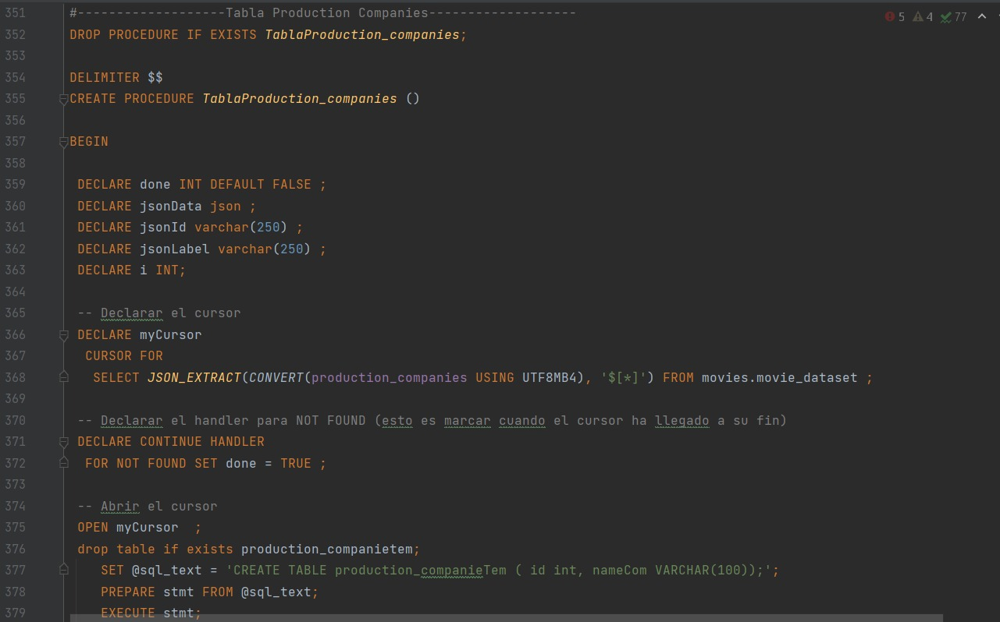 351 #-------------------Tabla Production Companies-------------------
5 4 77
352 DROP PROCEDURE IF EXISTS TablaProduction_companies;
353
354 DELIMITER $$
355 CREATE PROCEDURE TablaProduction_companies ()
356
357 BEGIN
358
359 DECLARE done INT DEFAULT FALSE ;
360 DECLARE jsonData json ;
361 DECLARE jsonId varchar(250) ;
362 DECLARE jsonLabel varchar(250) ;
363 DECLARE i INT;
364
365 -- Declarar el cursor
366 DECLARE myCursor
367 CURSOR FOR
368 SELECT JSON_EXTRACT(CONVERT(production_companies USING UTF8MB4), '$[*]') FROM movies.movie_dataset ;
369
370 -- Declarar el handler para NOT FOUND (esto es marcar cuando el cursor ha llegado a su fin)
371 DECLARE CONTINUE HANDLER
372 FOR NOT FOUND SET done = TRUE ;
373
374 -- Abrir el cursor
375 OPEN myCursor  ;
376 drop table if exists production_companietem;
377 SET @sql_text = 'CREATE TABLE production_companieTem ( id int, nameCom VARCHAR(100));';
378 PREPARE stmt FROM @sql_text;
379 EXECUTE stmt;